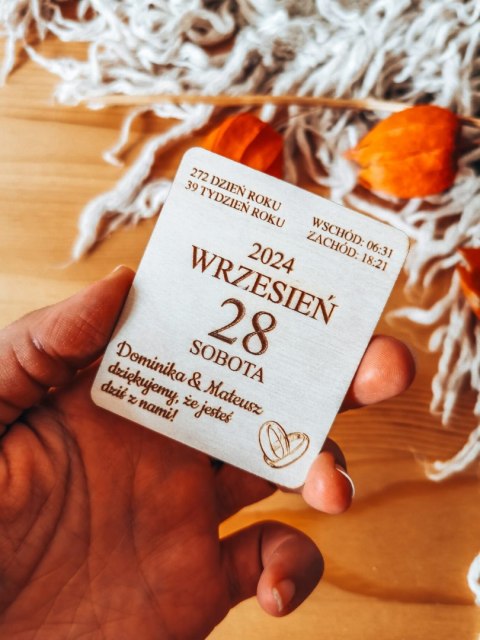 272 DZIEŃ ROKU
39 TYDZIEŃ ROKU
WSCHÓD: 06:31
ZACHÓD: 18:21
2024
WRZESIEŃ
28
SOBOTA
Dominika & Mateusz
dziękujemy, że jesteś
dziś z nami!